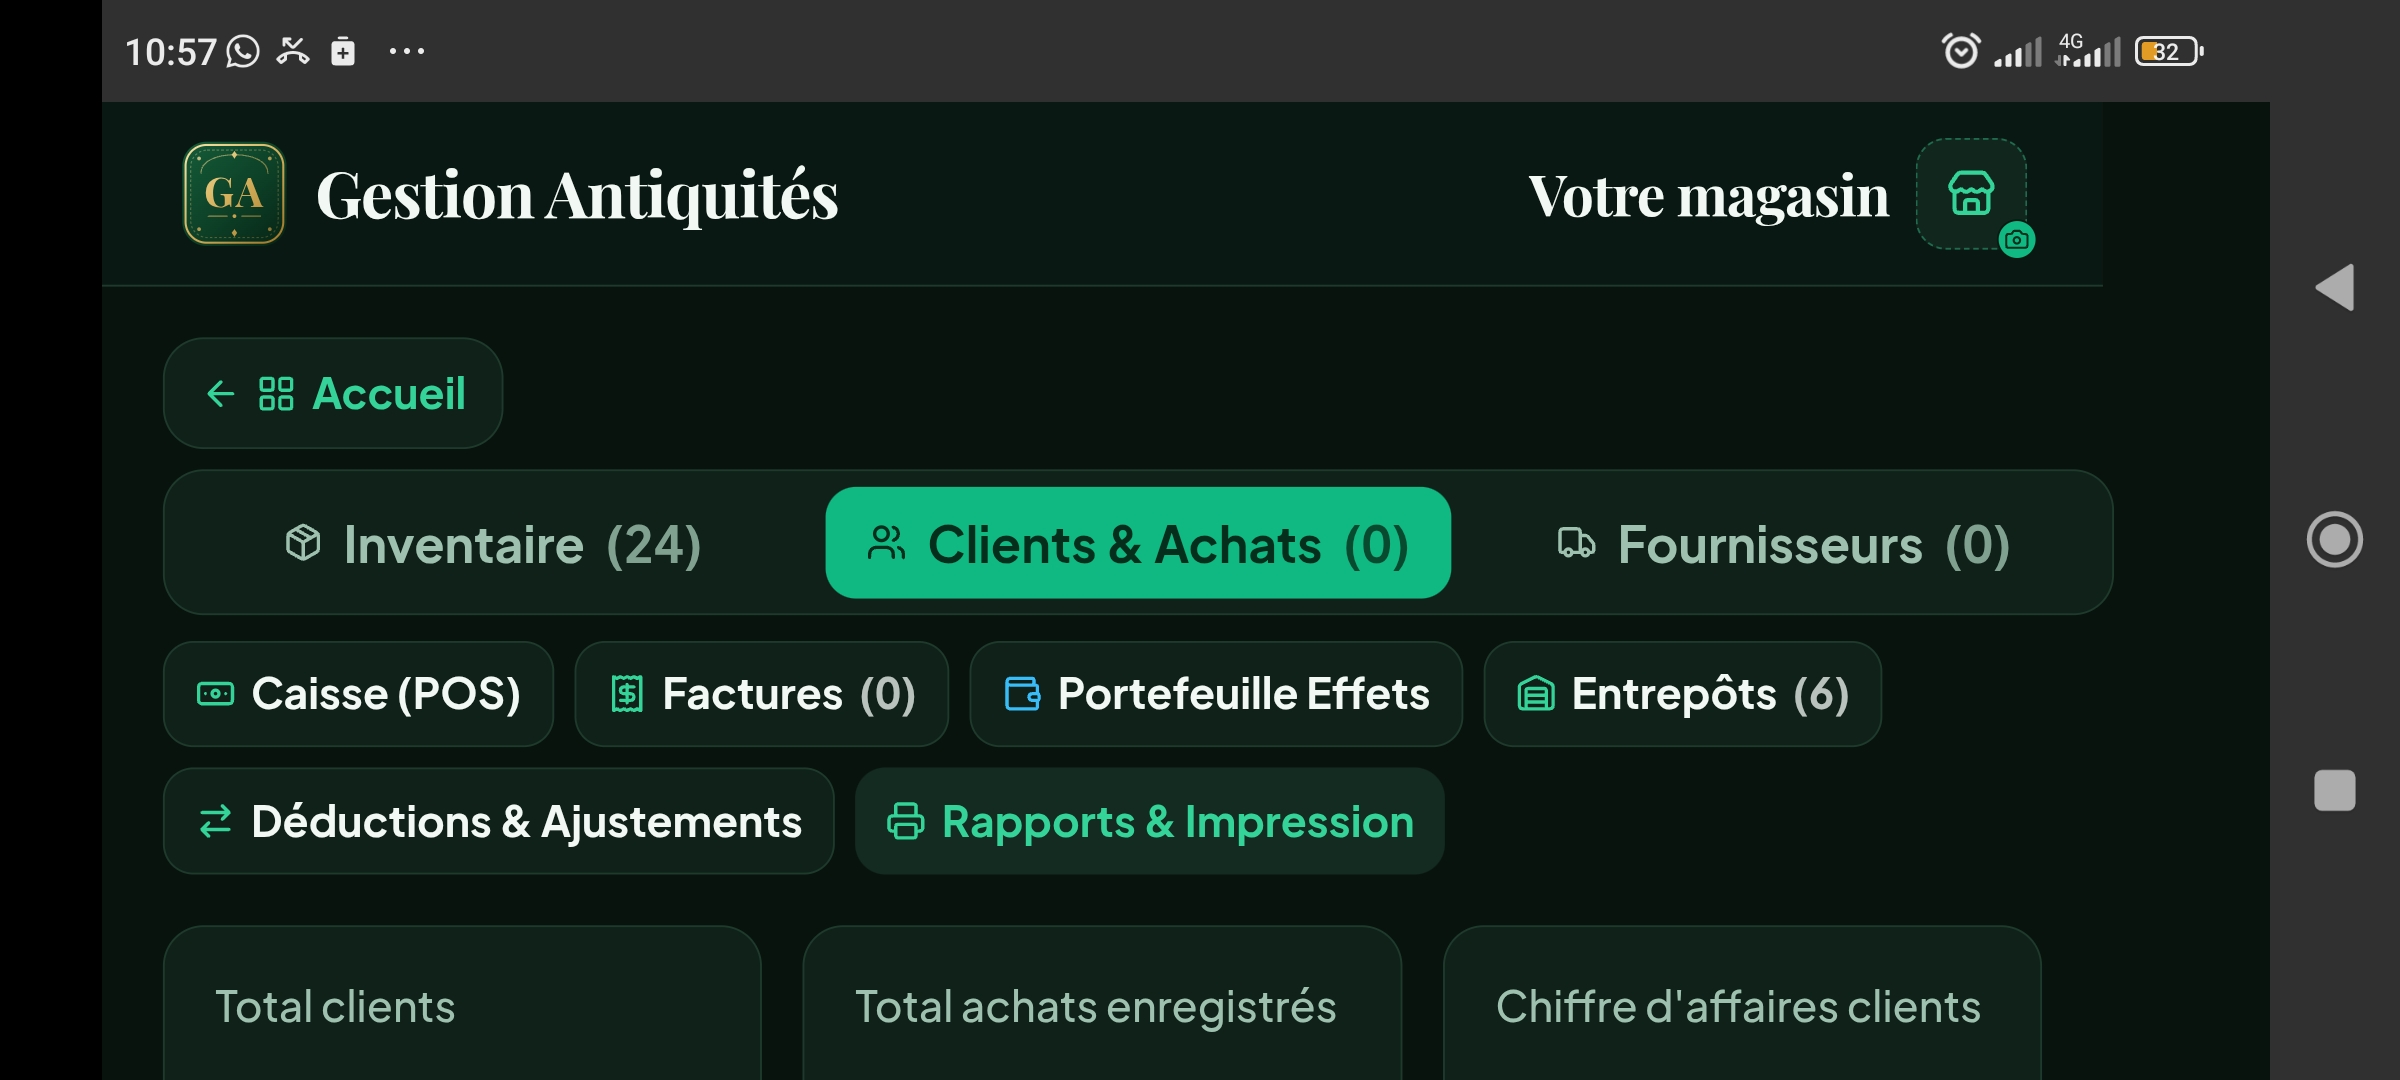 10:57 4G 32
GA Gestion Antiquités Votre magasin
Accueil
Inventaire (24) Clients & Achats (0) Fournisseurs (0)
Caisse (POS) Factures (0) Portefeuille Effets Entrepôts (6)
Déductions & Ajustements Rapports & Impression
Total clients Total achats enregistrés Chiffre d'affaires clients